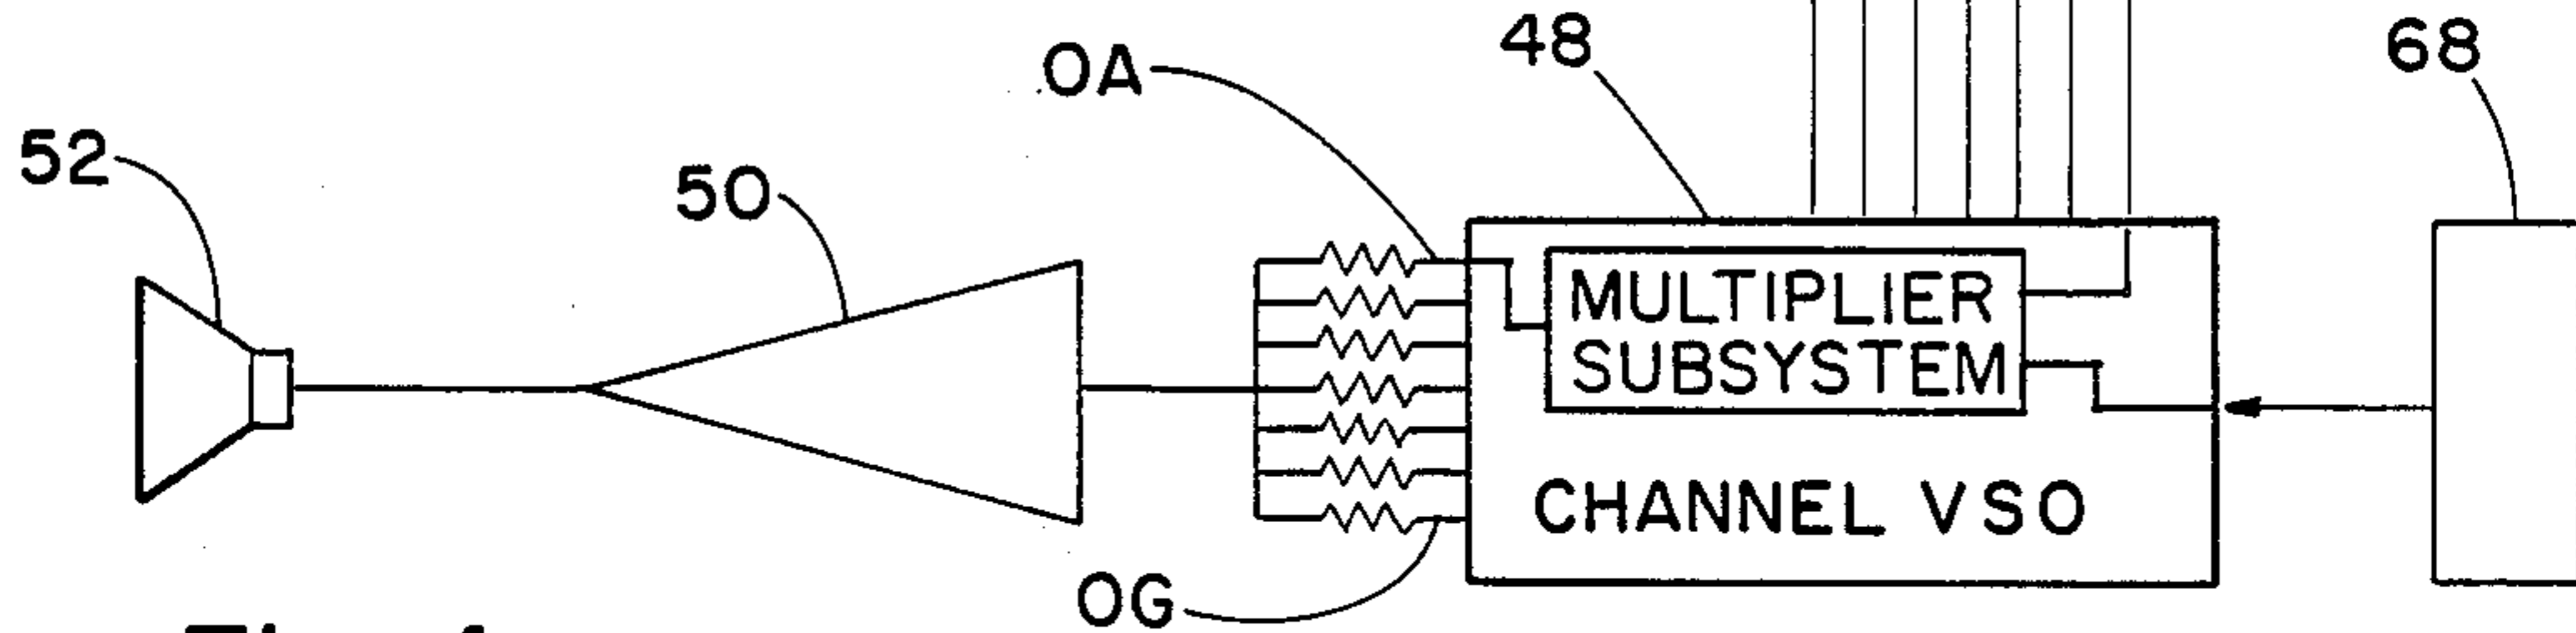 48
68
OA
52
50
MULTIPLIER
SUBSYSTEM
CHANNEL VSO
OG